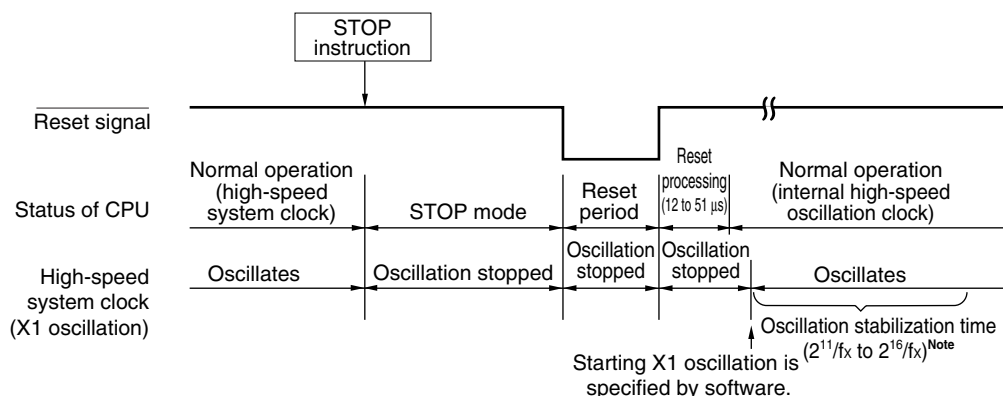 STOP
instruction
Reset signal
Normal operation
(high-speed
system clock)
STOP mode
Reset
period
Reset
processing
(12 to 51 μs)
Normal operation
(internal high-speed
oscillation clock)
Status of CPU
High-speed
system clock
(X1 oscillation)
Oscillates
Oscillation stopped
Oscillation
stopped
Oscillation
stopped
Oscillates
Oscillation stabilization time
(2¹¹/fx to 2¹⁶/fx)Note
Starting X1 oscillation is
specified by software.